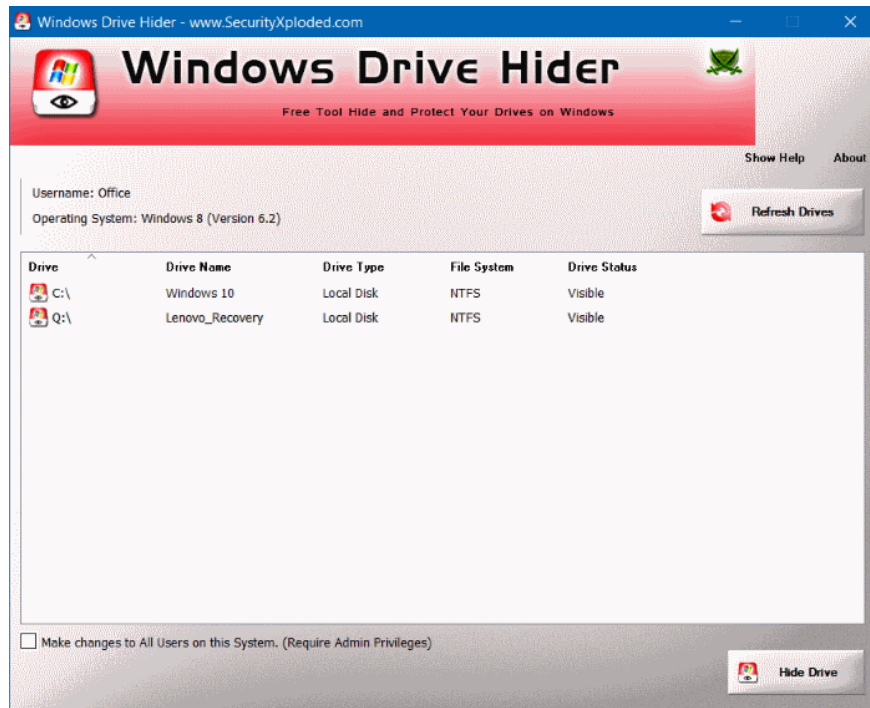 Windows Drive Hider - www.SecurityXploded.com
Windows Drive Hider
Free Tool Hide and Protect Your Drives on Windows
Show Help About
Username: Office
Operating System: Windows 8 (Version 6.2)
Refresh Drives
Drive Drive Name Drive Type File System Drive Status
C:\ Windows 10 Local Disk NTFS Visible
Q:\ Lenovo_Recovery Local Disk NTFS Visible
Make changes to All Users on this System. (Require Admin Privileges)
Hide Drive